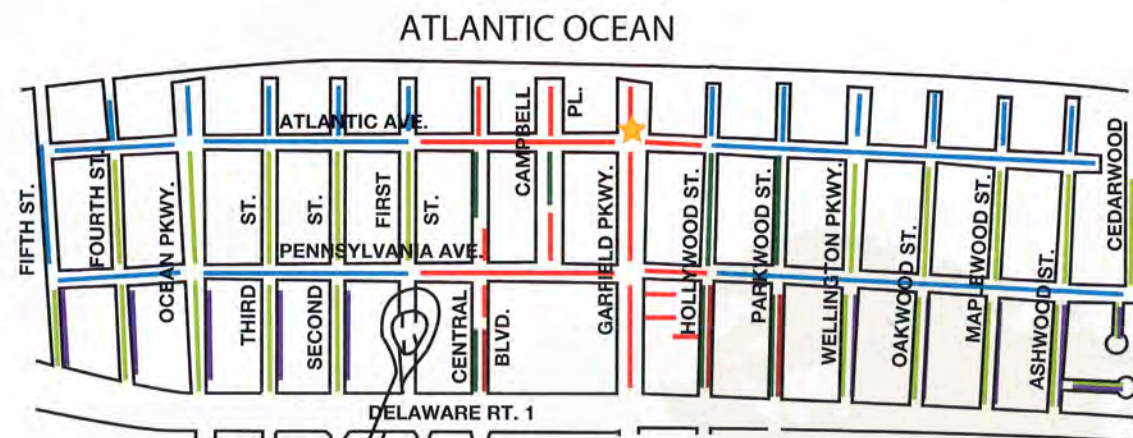 ATLANTIC OCEAN
ATLANTIC AVE.
CAMPBELL
PL.
FIFTH ST.
FOURTH ST.
OCEAN PKWY.
THIRD
ST.
SECOND
ST.
FIRST
ST.
CENTRAL
BLVD.
GARFIELD PKWY.
HOLLYWOOD ST.
PARKWOOD ST.
WELLINGTON PKWY.
OAKWOOD ST.
MAPLEWOOD ST.
ASHWOOD ST.
CEDARWOOD
PENNSYLVANIA AVE.
DELAWARE RT. 1